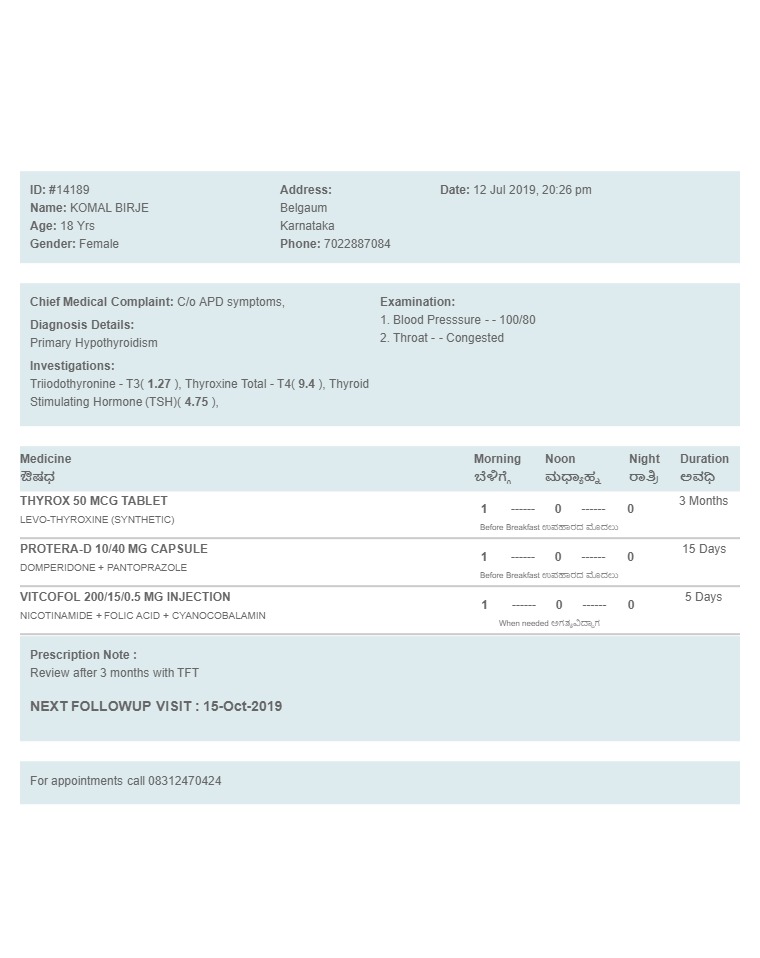 ID: #14189
Name: KOMAL BIRJE
Age: 18 Yrs
Gender: Female
Address:
Belgaum
Karnataka
Phone: 7022887084
Date: 12 Jul 2019, 20:26 pm
Chief Medical Complaint: C/o APD symptoms,
Diagnosis Details:
Primary Hypothyroidism
Investigations:
Triiodothyronine - T3( 1.27 ), Thyroxine Total - T4( 9.4 ), Thyroid
Stimulating Hormone (TSH)( 4.75 ),
Examination:
1. Blood Presssure - - 100/80
2. Throat - - Congested
Medicine Morning Noon Night Duration
ಔಷಧ ಬೆಳಿಗ್ಗೆ ಮಧ್ಯಾಹ್ನ ರಾತ್ರಿ ಅವಧಿ
THYROX 50 MCG TABLET 3 Months
LEVO-THYROXINE (SYNTHETIC) 1 ------ 0 ------ 0
Before Breakfast ಉಪಹಾರದ ಮೊದಲು
PROTERA-D 10/40 MG CAPSULE 15 Days
DOMPERIDONE + PANTOPRAZOLE 1 ------ 0 ------ 0
Before Breakfast ಉಪಹಾರದ ಮೊದಲು
VITCOFOL 200/15/0.5 MG INJECTION 5 Days
NICOTINAMIDE + FOLIC ACID + CYANOCOBALAMIN 1 ------ 0 ------ 0
When needed ಅಗತ್ಯವಿದ್ದಾಗ
Prescription Note :
Review after 3 months with TFT
NEXT FOLLOWUP VISIT : 15-Oct-2019
For appointments call 08312470424